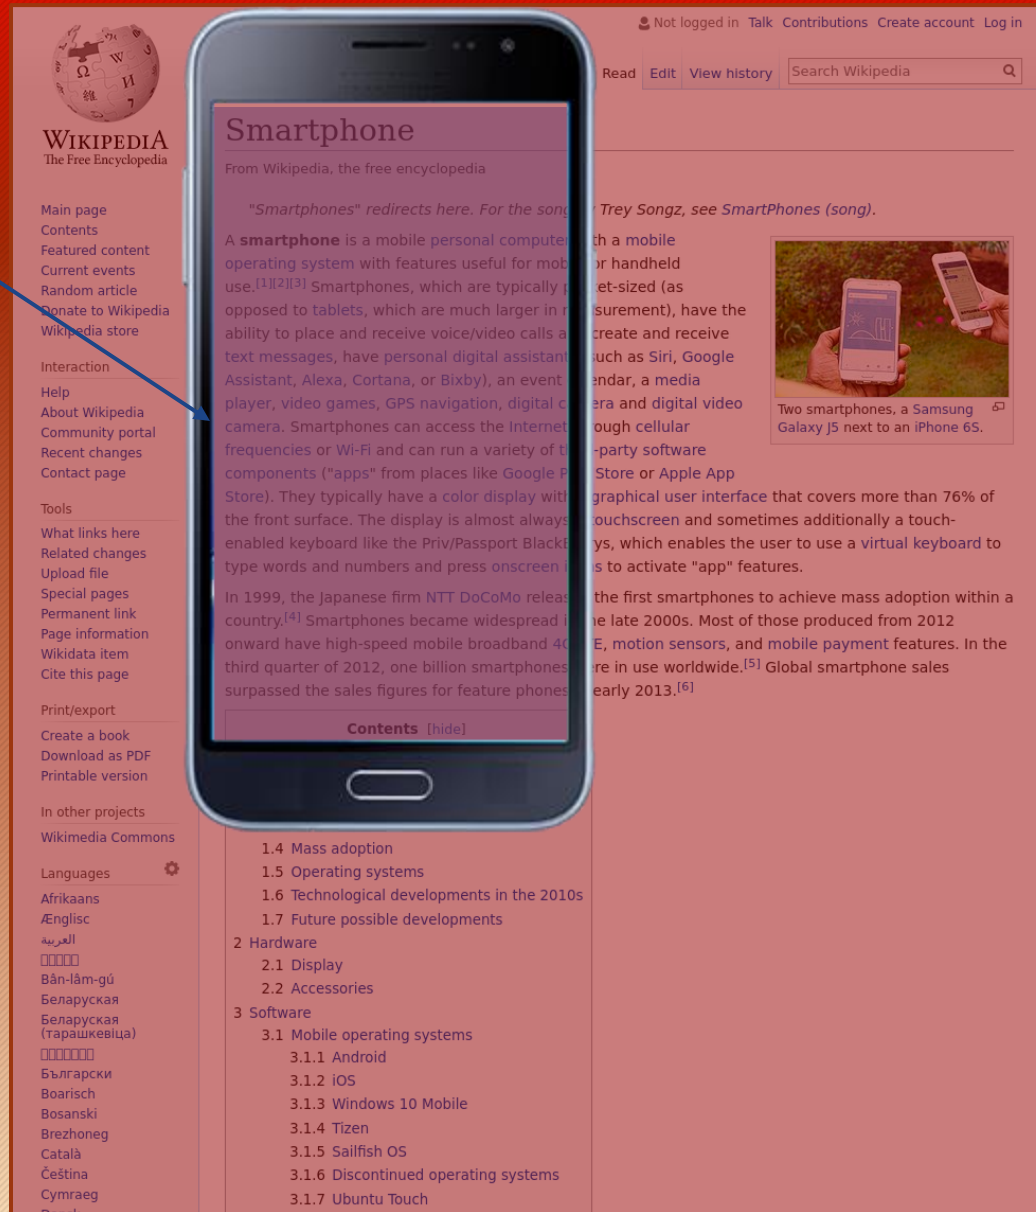 Not logged in Talk Contributions Create account Log in
Read Edit View history Search Wikipedia
WIKIPEDIA
The Free Encyclopedia
Main page
Contents
Featured content
Current events
Random article
Donate to Wikipedia
Wikipedia store
Interaction
Help
About Wikipedia
Community portal
Recent changes
Contact page
Tools
What links here
Related changes
Upload file
Special pages
Permanent link
Page information
Wikidata item
Cite this page
Print/export
Create a book
Download as PDF
Printable version
In other projects
Wikimedia Commons
Languages
Afrikaans
Ænglisc
العربية
Bân-lâm-gú
Беларуская
Беларуская
(тарашкевіца)
Български
Boarisch
Bosanski
Brezhoneg
Català
Čeština
Cymraeg
Smartphone
From Wikipedia, the free encyclopedia
"Smartphones" redirects here. For the song Trey Songz, see SmartPhones (song).
A smartphone is a mobile personal computer th a mobile
operating system with features useful for mob or handheld
use.[1][2][3] Smartphones, which are typically p ket-sized (as
opposed to tablets, which are much larger in surement), have the
ability to place and receive voice/video calls a create and receive
text messages, have personal digital assistant such as Siri, Google
Assistant, Alexa, Cortana, or Bixby), an event endar, a media
player, video games, GPS navigation, digital c era and digital video
camera. Smartphones can access the Internet ough cellular
frequencies or Wi-Fi and can run a variety of t -party software
components ("apps" from places like Google P Store or Apple App
Store). They typically have a color display with graphical user interface that covers more than 76% of
the front surface. The display is almost always touchscreen and sometimes additionally a touch-
enabled keyboard like the Priv/Passport BlackB rys, which enables the user to use a virtual keyboard to
type words and numbers and press onscreen i s to activate "app" features.
In 1999, the Japanese firm NTT DoCoMo releas the first smartphones to achieve mass adoption within a
country.[4] Smartphones became widespread i he late 2000s. Most of those produced from 2012
onward have high-speed mobile broadband 4G E, motion sensors, and mobile payment features. In the
third quarter of 2012, one billion smartphones re in use worldwide.[5] Global smartphone sales
surpassed the sales figures for feature phones early 2013.[6]
Two smartphones, a Samsung
Galaxy J5 next to an iPhone 6S.
Contents [hide]
1.4 Mass adoption
1.5 Operating systems
1.6 Technological developments in the 2010s
1.7 Future possible developments
2 Hardware
2.1 Display
2.2 Accessories
3 Software
3.1 Mobile operating systems
3.1.1 Android
3.1.2 iOS
3.1.3 Windows 10 Mobile
3.1.4 Tizen
3.1.5 Sailfish OS
3.1.6 Discontinued operating systems
3.1.7 Ubuntu Touch